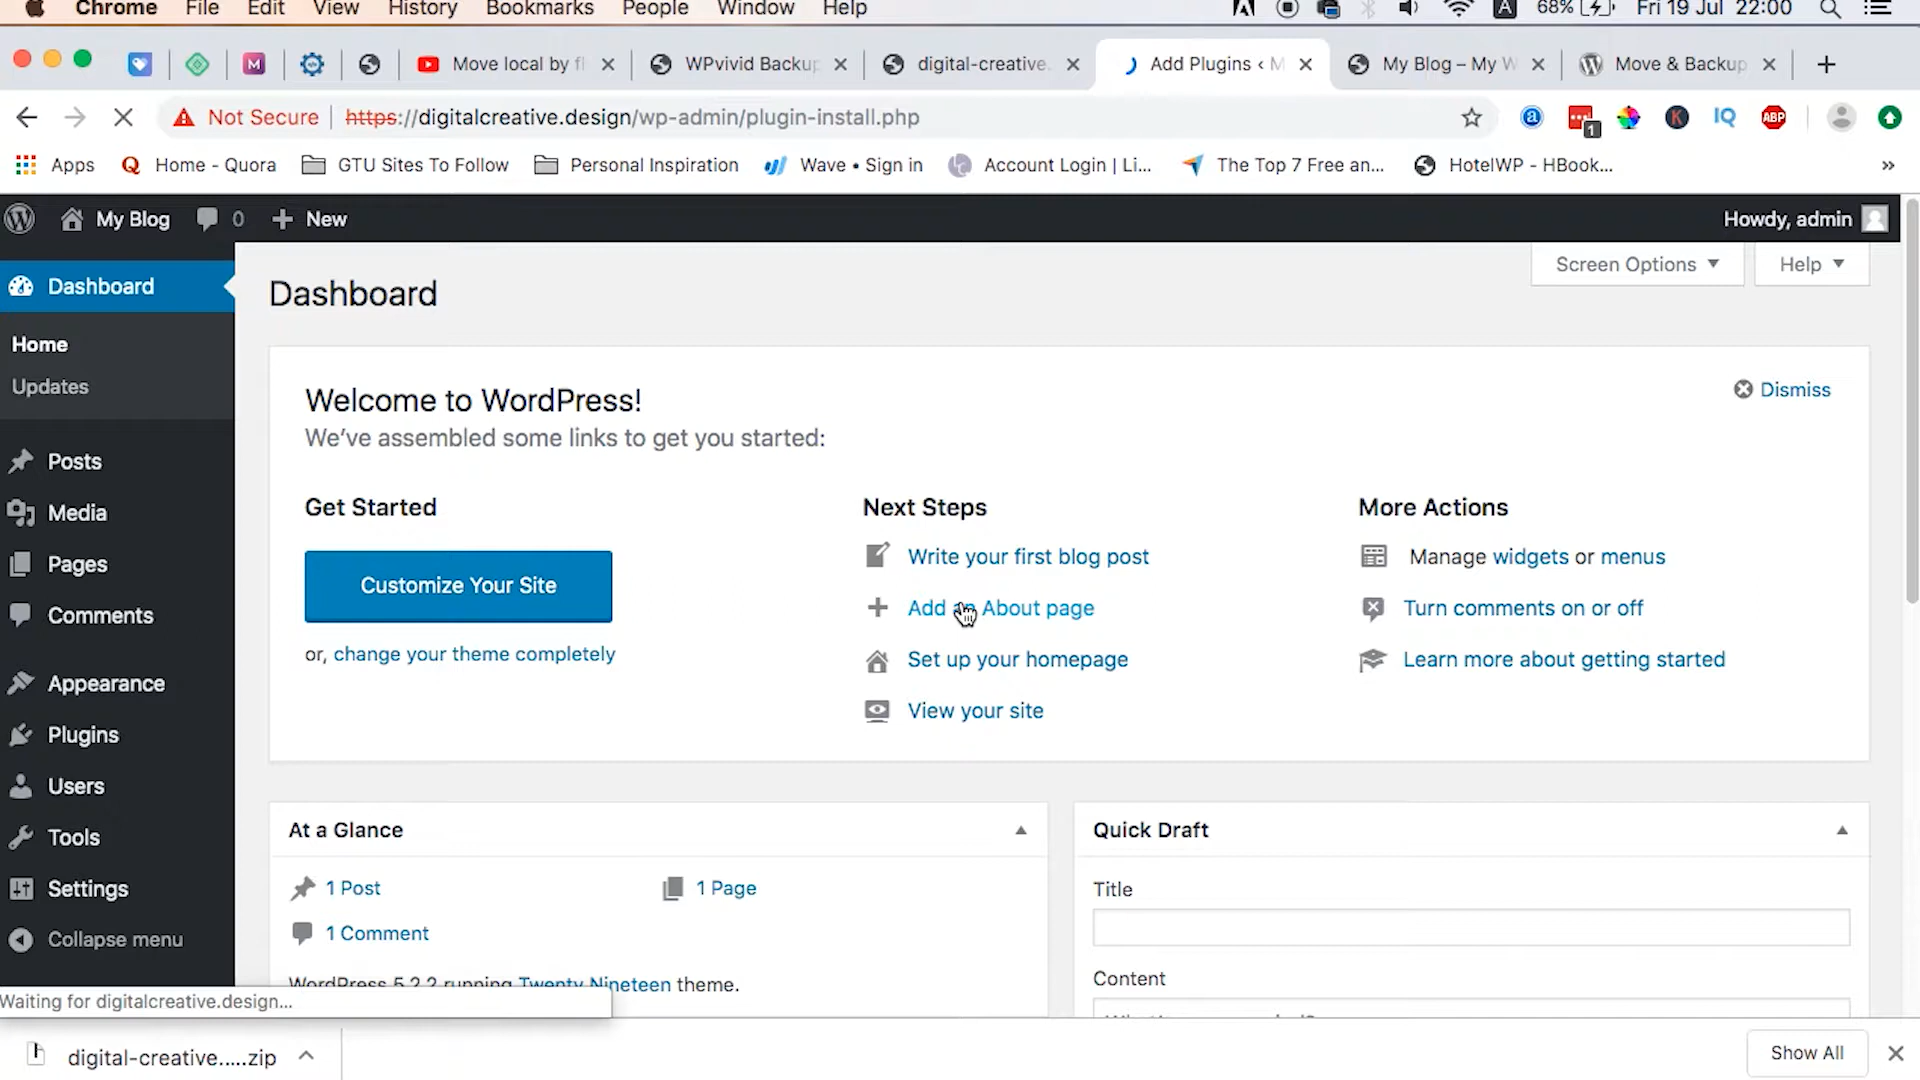 Chrome File Edit View History Bookmarks People Window Help 68% Fri 19 Jul 22:00
Move local by fl WPvivid Backup digital-creative. Add Plugins ‹ M My Blog – My W Move & Backup
Not Secure https://digitalcreative.design/wp-admin/plugin-install.php
Apps Home - Quora GTU Sites To Follow Personal Inspiration Wave • Sign in Account Login | Li... The Top 7 Free an... HotelWP - HBook... »
My Blog 0 New Howdy, admin
Screen Options Help
Dashboard
Dashboard
Home
Updates
Posts
Media
Pages
Comments
Appearance
Plugins
Users
Tools
Settings
Collapse menu
Welcome to WordPress!
Dismiss
We've assembled some links to get you started:
Get Started
Customize Your Site
or, change your theme completely
Next Steps
Write your first blog post
Add About page
Set up your homepage
View your site
More Actions
Manage widgets or menus
Turn comments on or off
Learn more about getting started
At a Glance
1 Post 1 Page
1 Comment
WordPress 5.2.2 running Twenty Nineteen theme.
Quick Draft
Title
Content
Waiting for digitalcreative.design...
digital-creative.....zip
Show All